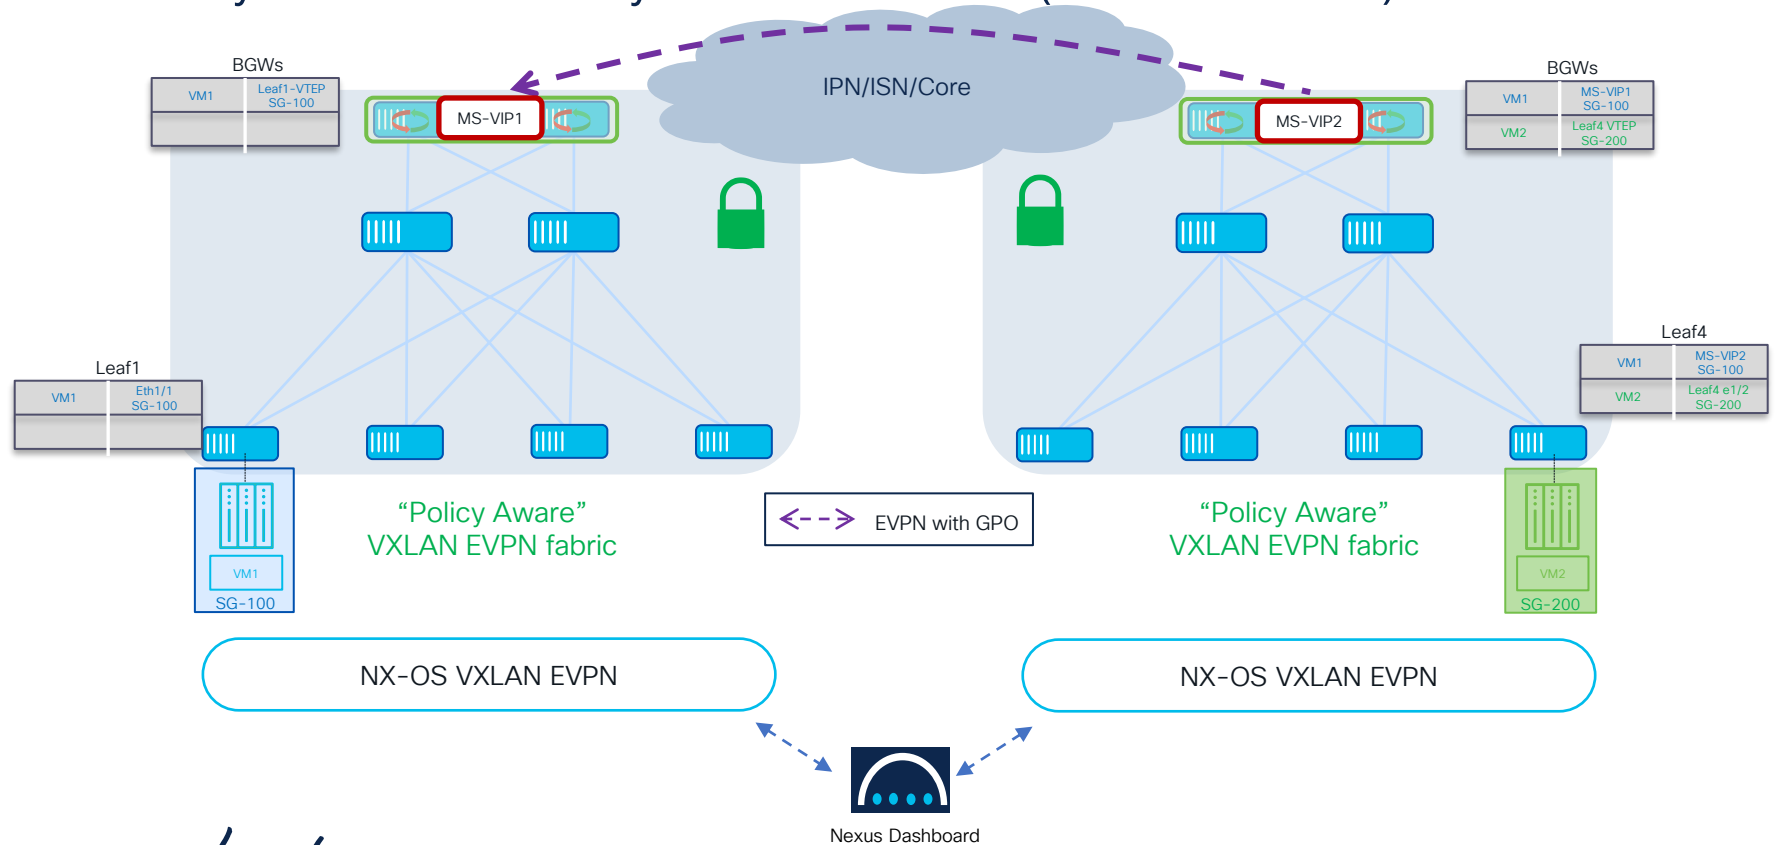 BGWs
VM1
Leaf1-VTEP
SG-100
MS-VIP1
IPN/ISN/Core
MS-VIP2
BGWs
VM1
MS-VIP1
SG-100
VM2
Leaf4 VTEP
SG-200
Leaf1
VM1
Eth1/1
SG-100
Leaf4
VM1
MS-VIP2
SG-100
VM2
Leaf4 e1/2
SG-200
VM1
SG-100
“Policy Aware”
VXLAN EVPN fabric
EVPN with GPO
“Policy Aware”
VXLAN EVPN fabric
VM2
SG-200
NX-OS VXLAN EVPN
NX-OS VXLAN EVPN
Nexus Dashboard